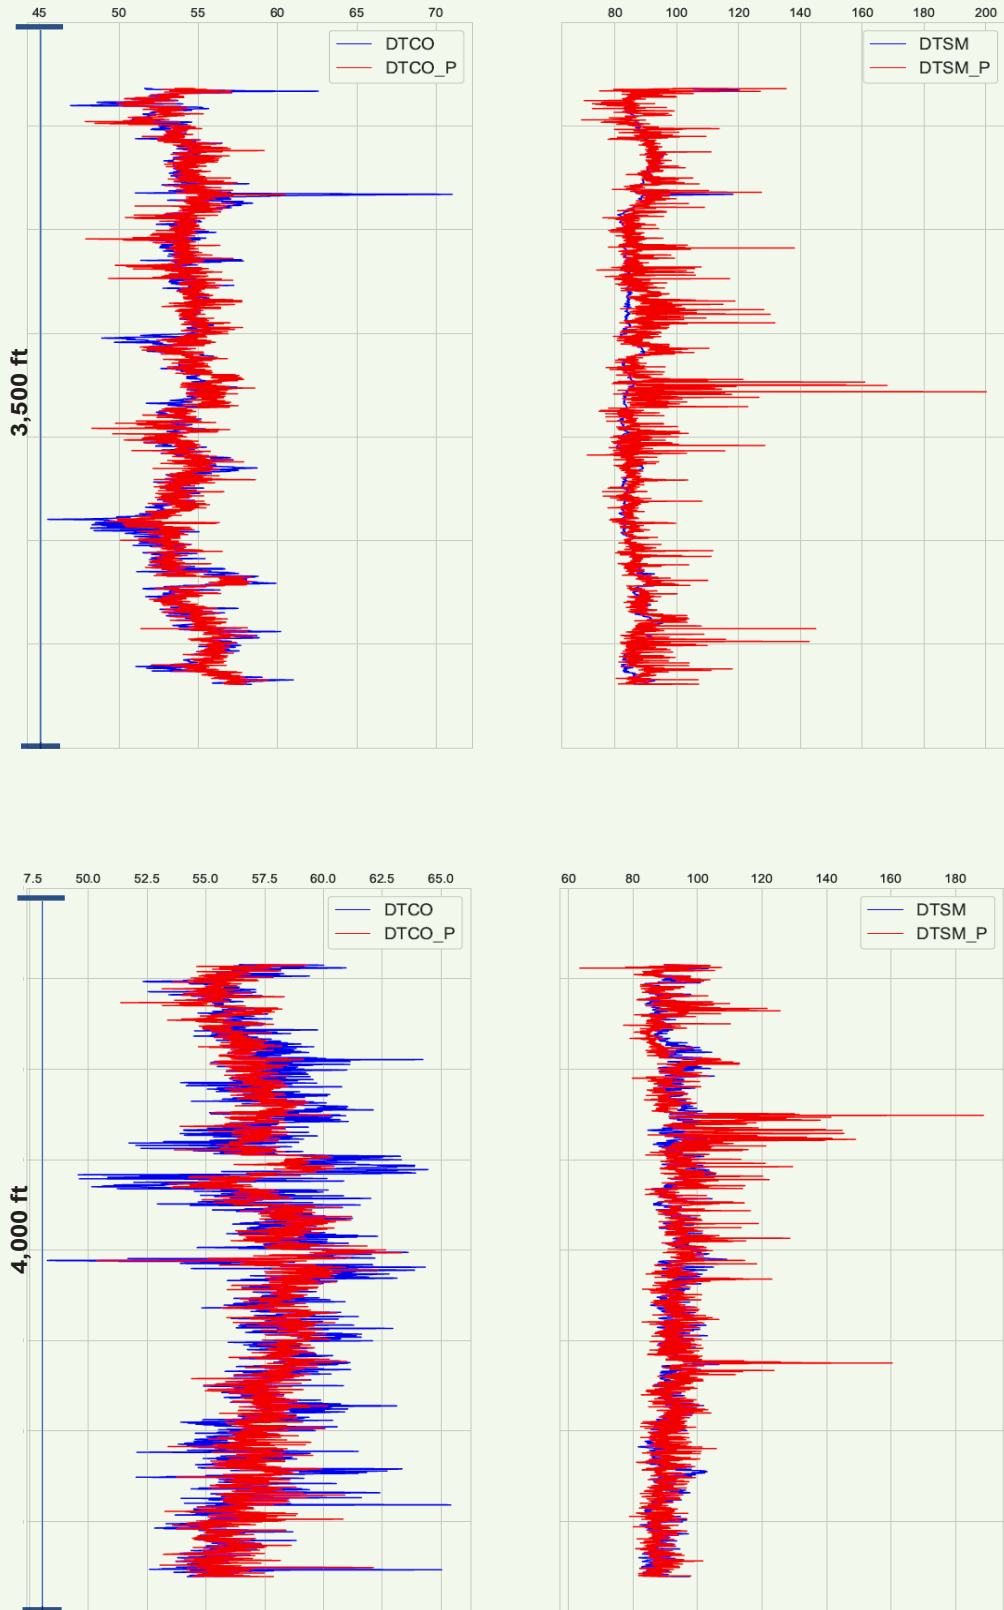 45 50 55 60 65 70
80 100 120 140 160 180 200
DTCO
DTCO_P
DTSM
DTSM_P
3,500 ft
7.5 50.0 52.5 55.0 57.5 60.0 62.5 65.0
60 80 100 120 140 160 180
DTCO
DTCO_P
DTSM
DTSM_P
4,000 ft